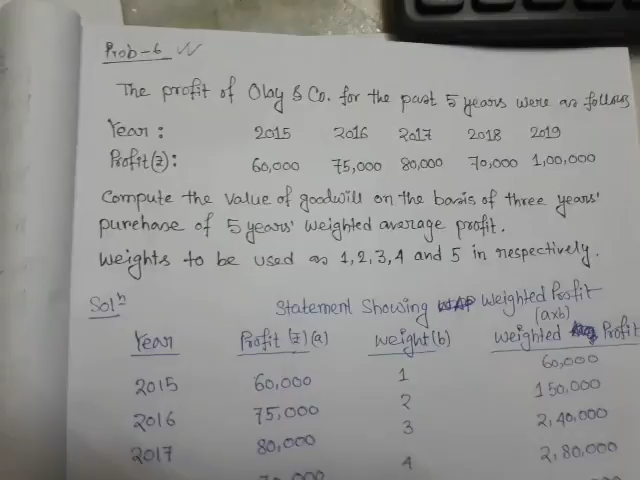 Prob-6 W
The profit of Olay & Co. for the past 5 years were as follows
Year: 2015 2016 2017 2018 2019
Profit(₹): 60,000 75,000 80,000 70,000 1,00,000
Compute the value of goodwill on the basis of three years'
purchase of 5 years' weighted average profit.
Weights to be used as 1,2,3,4 and 5 in respectively.
Solⁿ
Statement Showing Weighted Profit
(axb)
Year Profit (₹)(a) Weight(b) Weighted Profit
2015 60,000 1 60,000
2016 75,000 2 150,000
2017 80,000 3 2,40,000
4 2,80,000